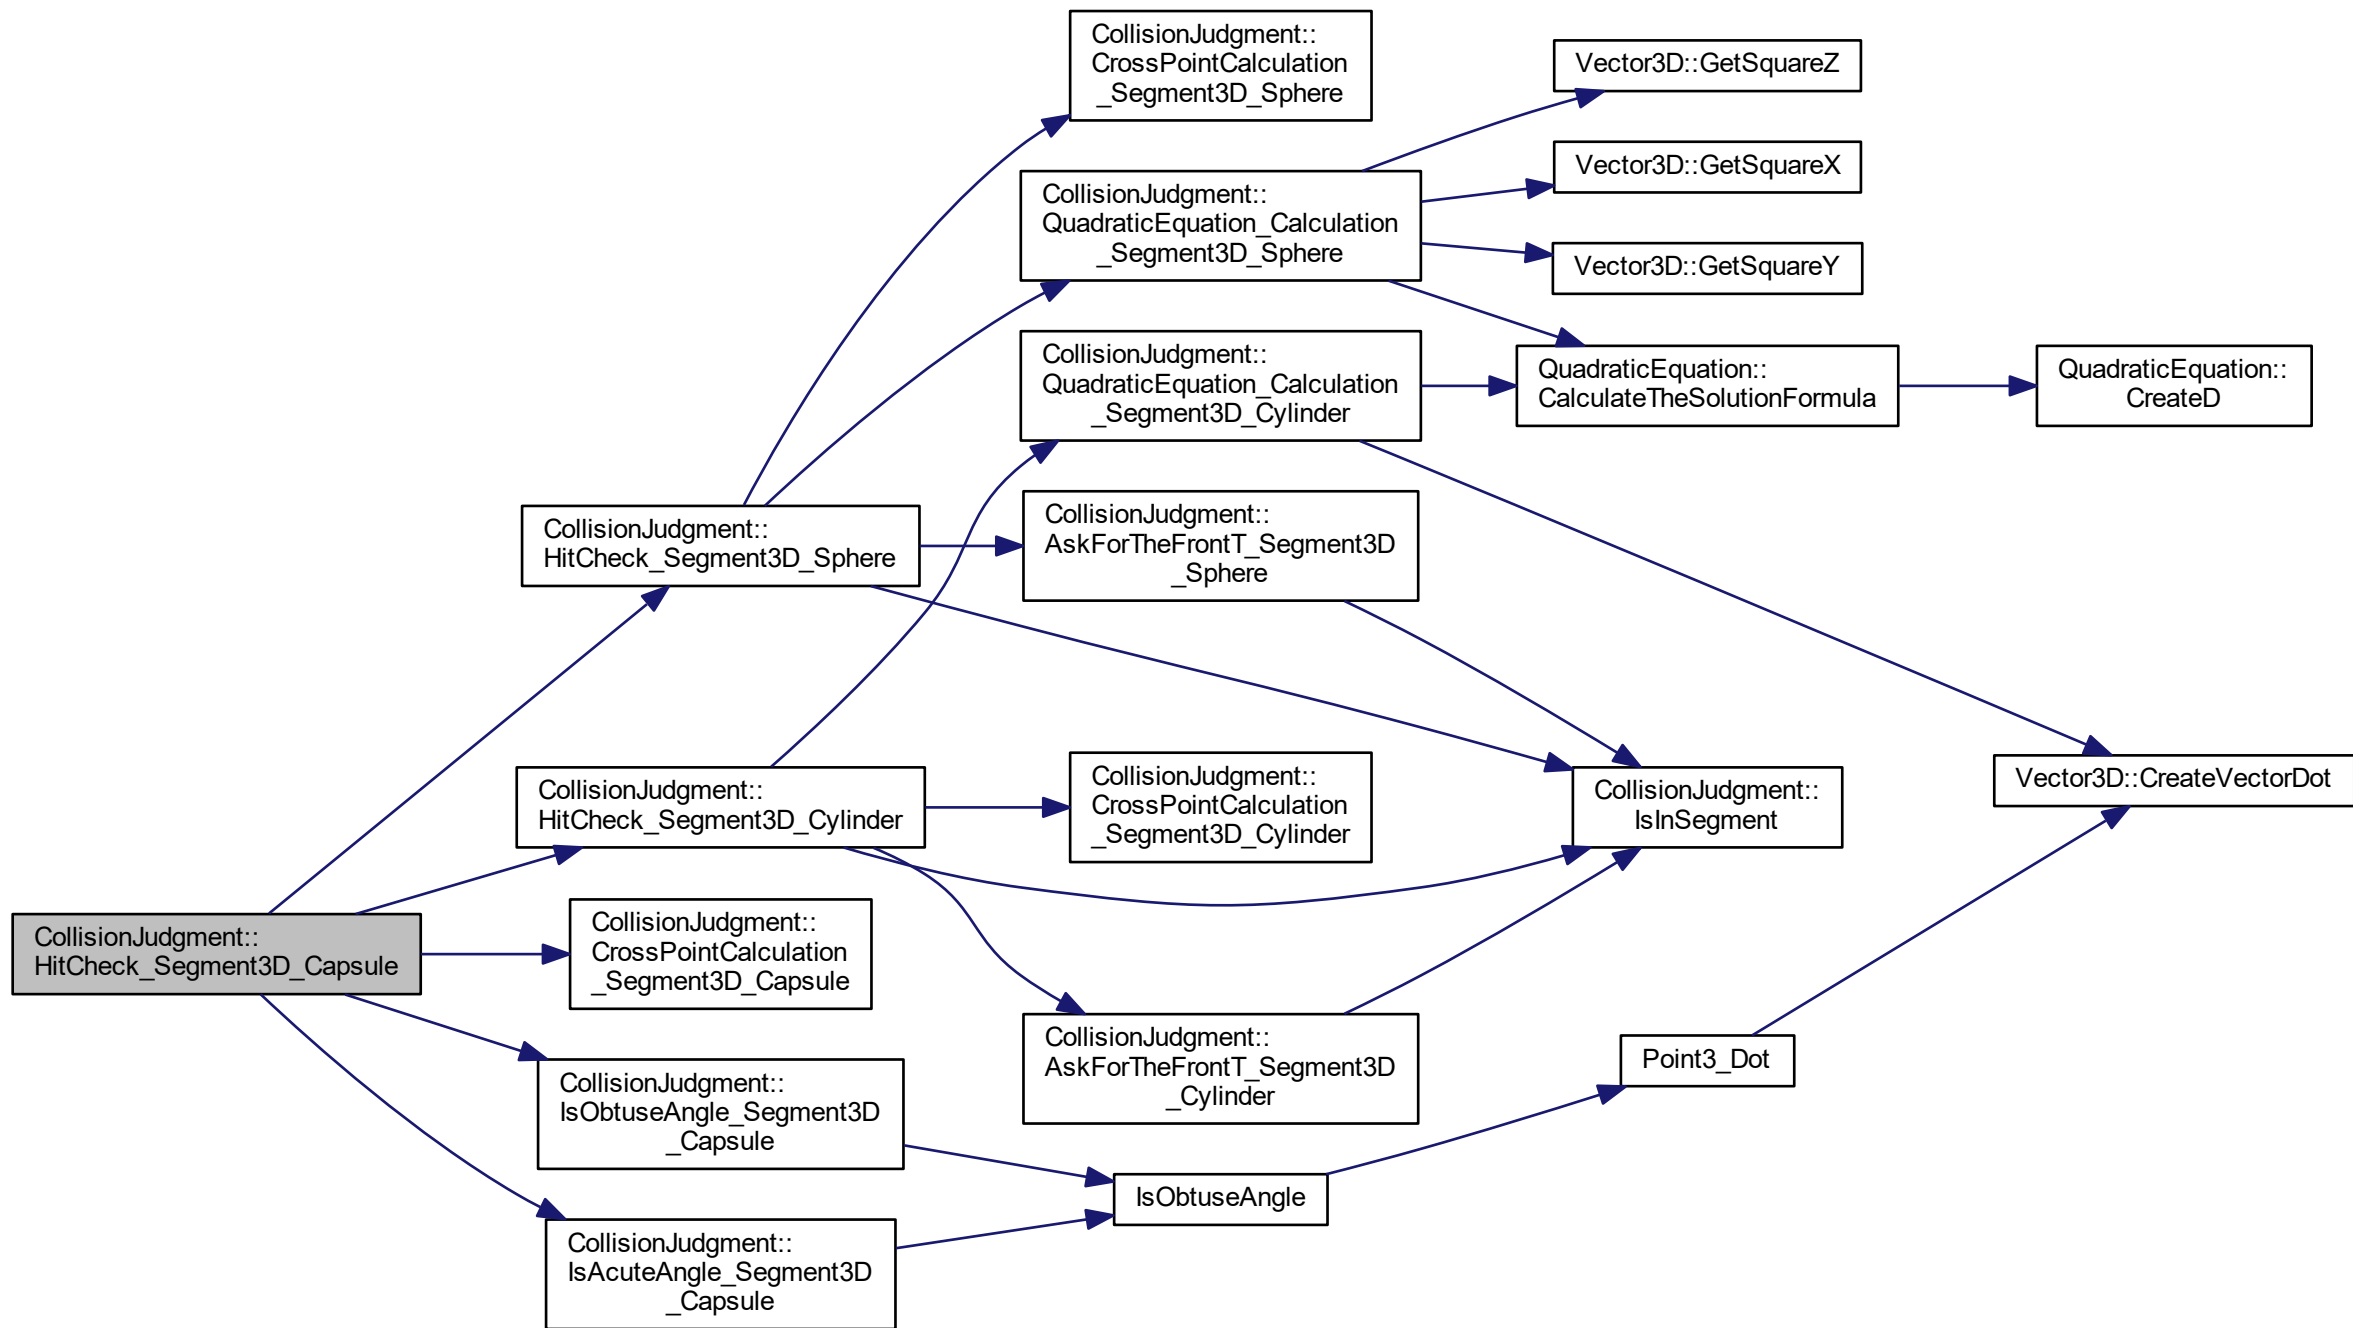 CollisionJudgment::
CrossPointCalculation
_Segment3D_Sphere
Vector3D::GetSquareZ
Vector3D::GetSquareX
CollisionJudgment::
QuadraticEquation_Calculation
_Segment3D_Sphere
Vector3D::GetSquareY
CollisionJudgment::
QuadraticEquation_Calculation
_Segment3D_Cylinder
QuadraticEquation::
CalculateTheSolutionFormula
QuadraticEquation::
CreateD
CollisionJudgment::
HitCheck_Segment3D_Sphere
CollisionJudgment::
AskForTheFrontT_Segment3D
_Sphere
CollisionJudgment::
HitCheck_Segment3D_Cylinder
CollisionJudgment::
CrossPointCalculation
_Segment3D_Cylinder
CollisionJudgment::
IsInSegment
Vector3D::CreateVectorDot
CollisionJudgment::
HitCheck_Segment3D_Capsule
CollisionJudgment::
CrossPointCalculation
_Segment3D_Capsule
CollisionJudgment::
AskForTheFrontT_Segment3D
_Cylinder
Point3_Dot
CollisionJudgment::
IsObtuseAngle_Segment3D
_Capsule
IsObtuseAngle
CollisionJudgment::
IsAcuteAngle_Segment3D
_Capsule